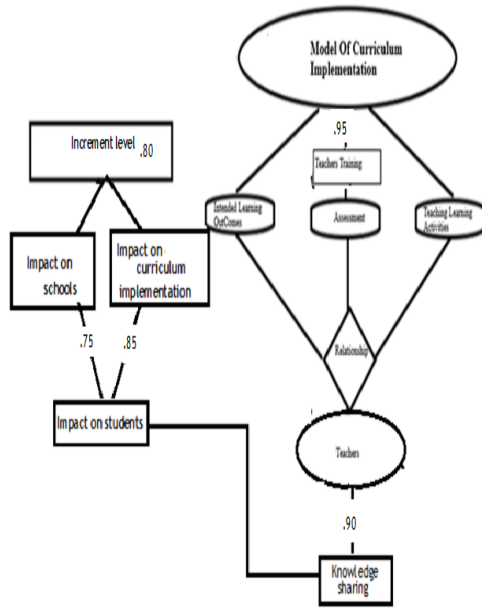 Model Of Curriculum
Implementation
.95
Increment level .80
Teachers Training
Intended Learning
OutComes
Assessment
Teaching Learning
Activities
Impact on
schools
Impact on
curriculum
implementation
.75
.85
Relationship
Impact on students
Teachers
.90
Knowledge
sharing